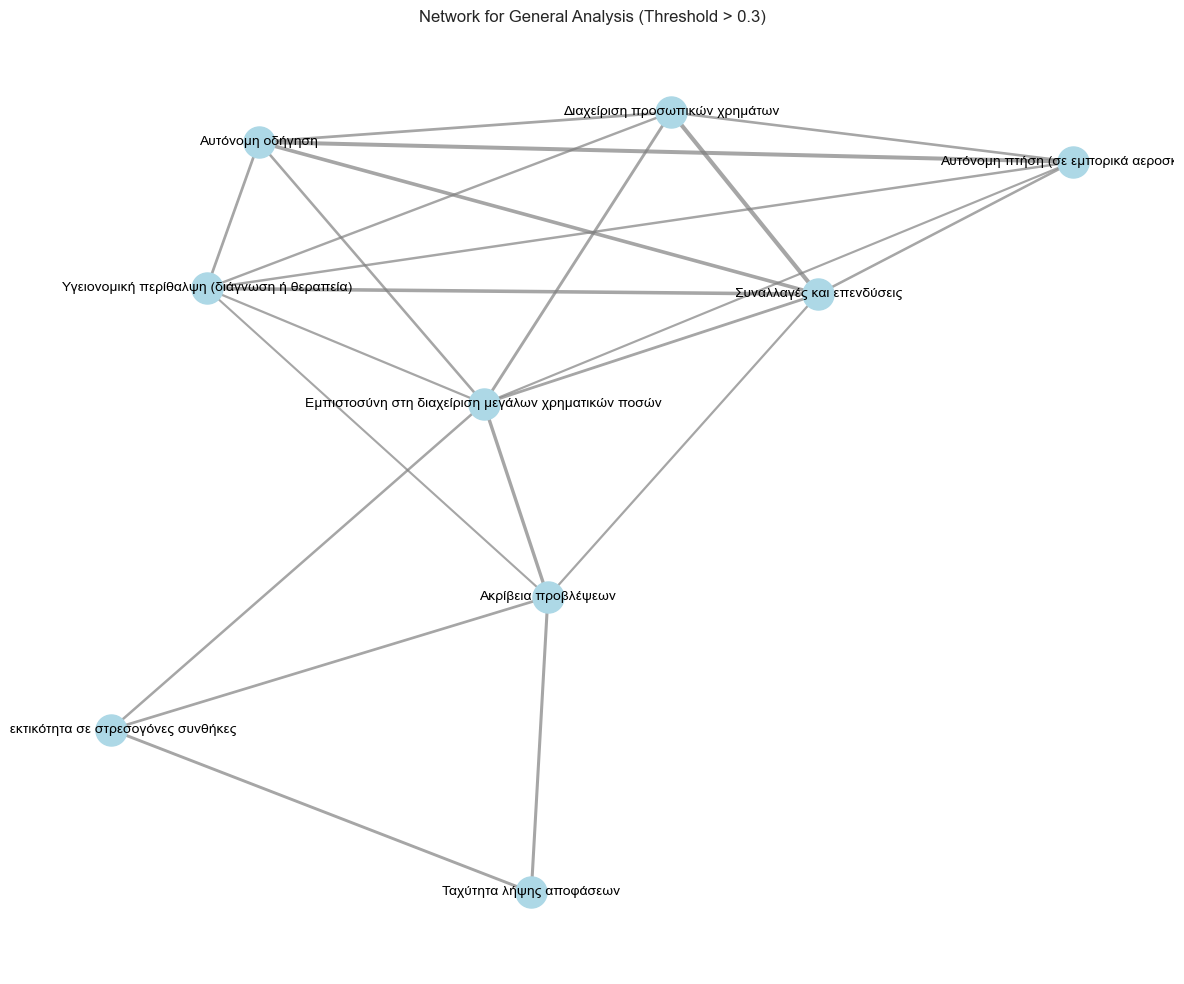 Network for General Analysis (Threshold > 0.3)
Διαχείριση προσωπικών χρημάτων
Αυτόνομη οδήγηση
Αυτόνομη πτήση (σε εμπορικά αεροσκ
Υγειονομική περίθαλψη (διάγνωση ή θεραπεία)
Συναλλαγές και επενδύσεις
Εμπιστοσύνη στη διαχείριση μεγάλων χρηματικών ποσών
Ακρίβεια προβλέψεων
εκτικότητα σε στρεσογόνες συνθήκες
Ταχύτητα λήψης αποφάσεων